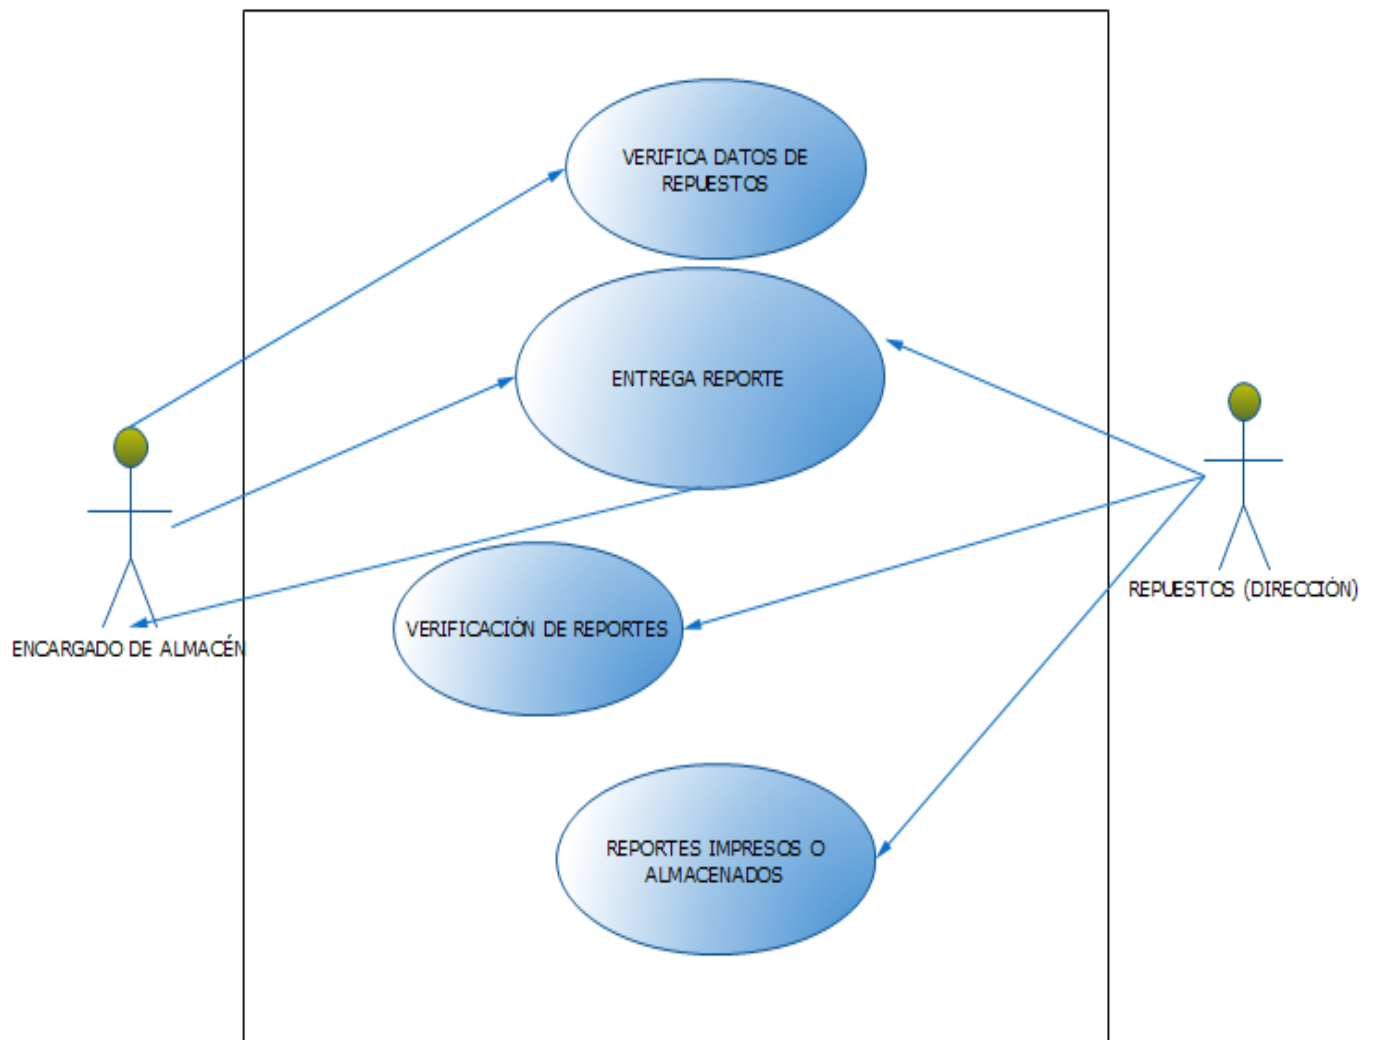 VERIFICA DATOS DE
REPUESTOS
ENTREGA REPORTE
REPUESTOS (DIRECCIÓN)
VERIFICACIÓN DE REPORTES
ENCARGADO DE ALMACÉN
REPORTES IMPRESOS O
ALMACENADOS